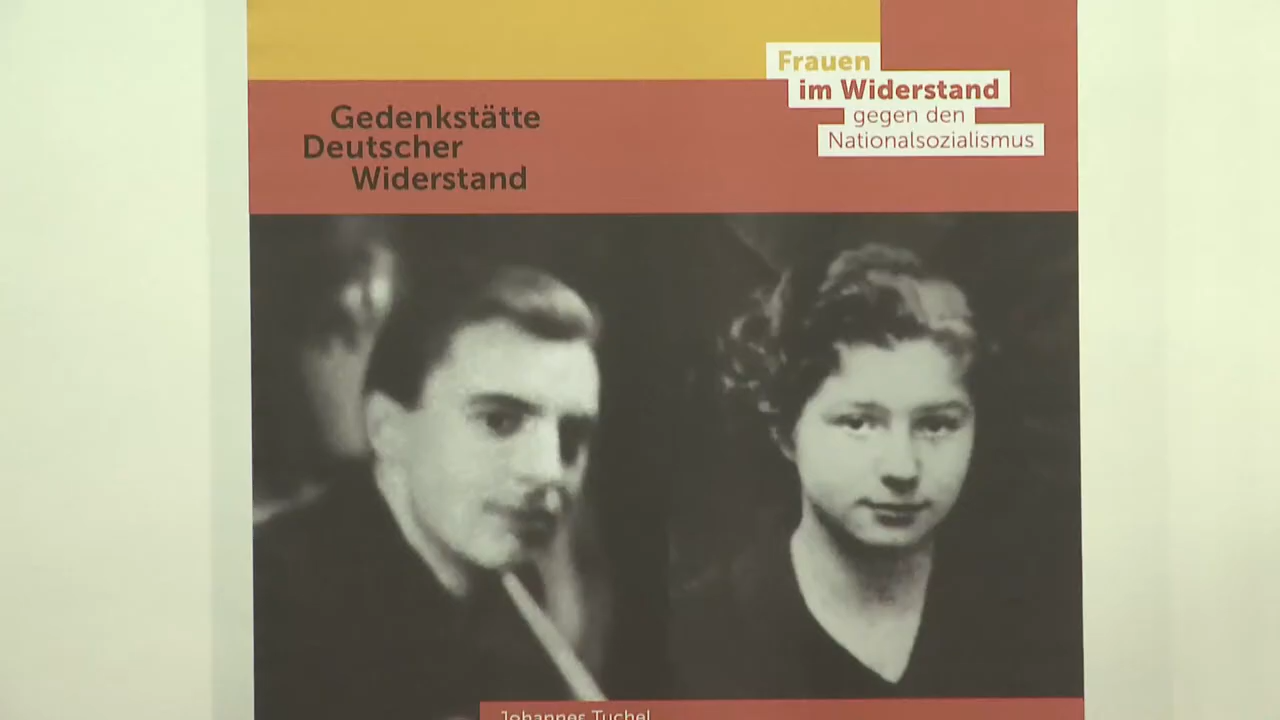 Gedenkstätte
Deutscher
Widerstand
Frauen
im Widerstand
gegen den
Nationalsozialismus
Johannes Tuchel